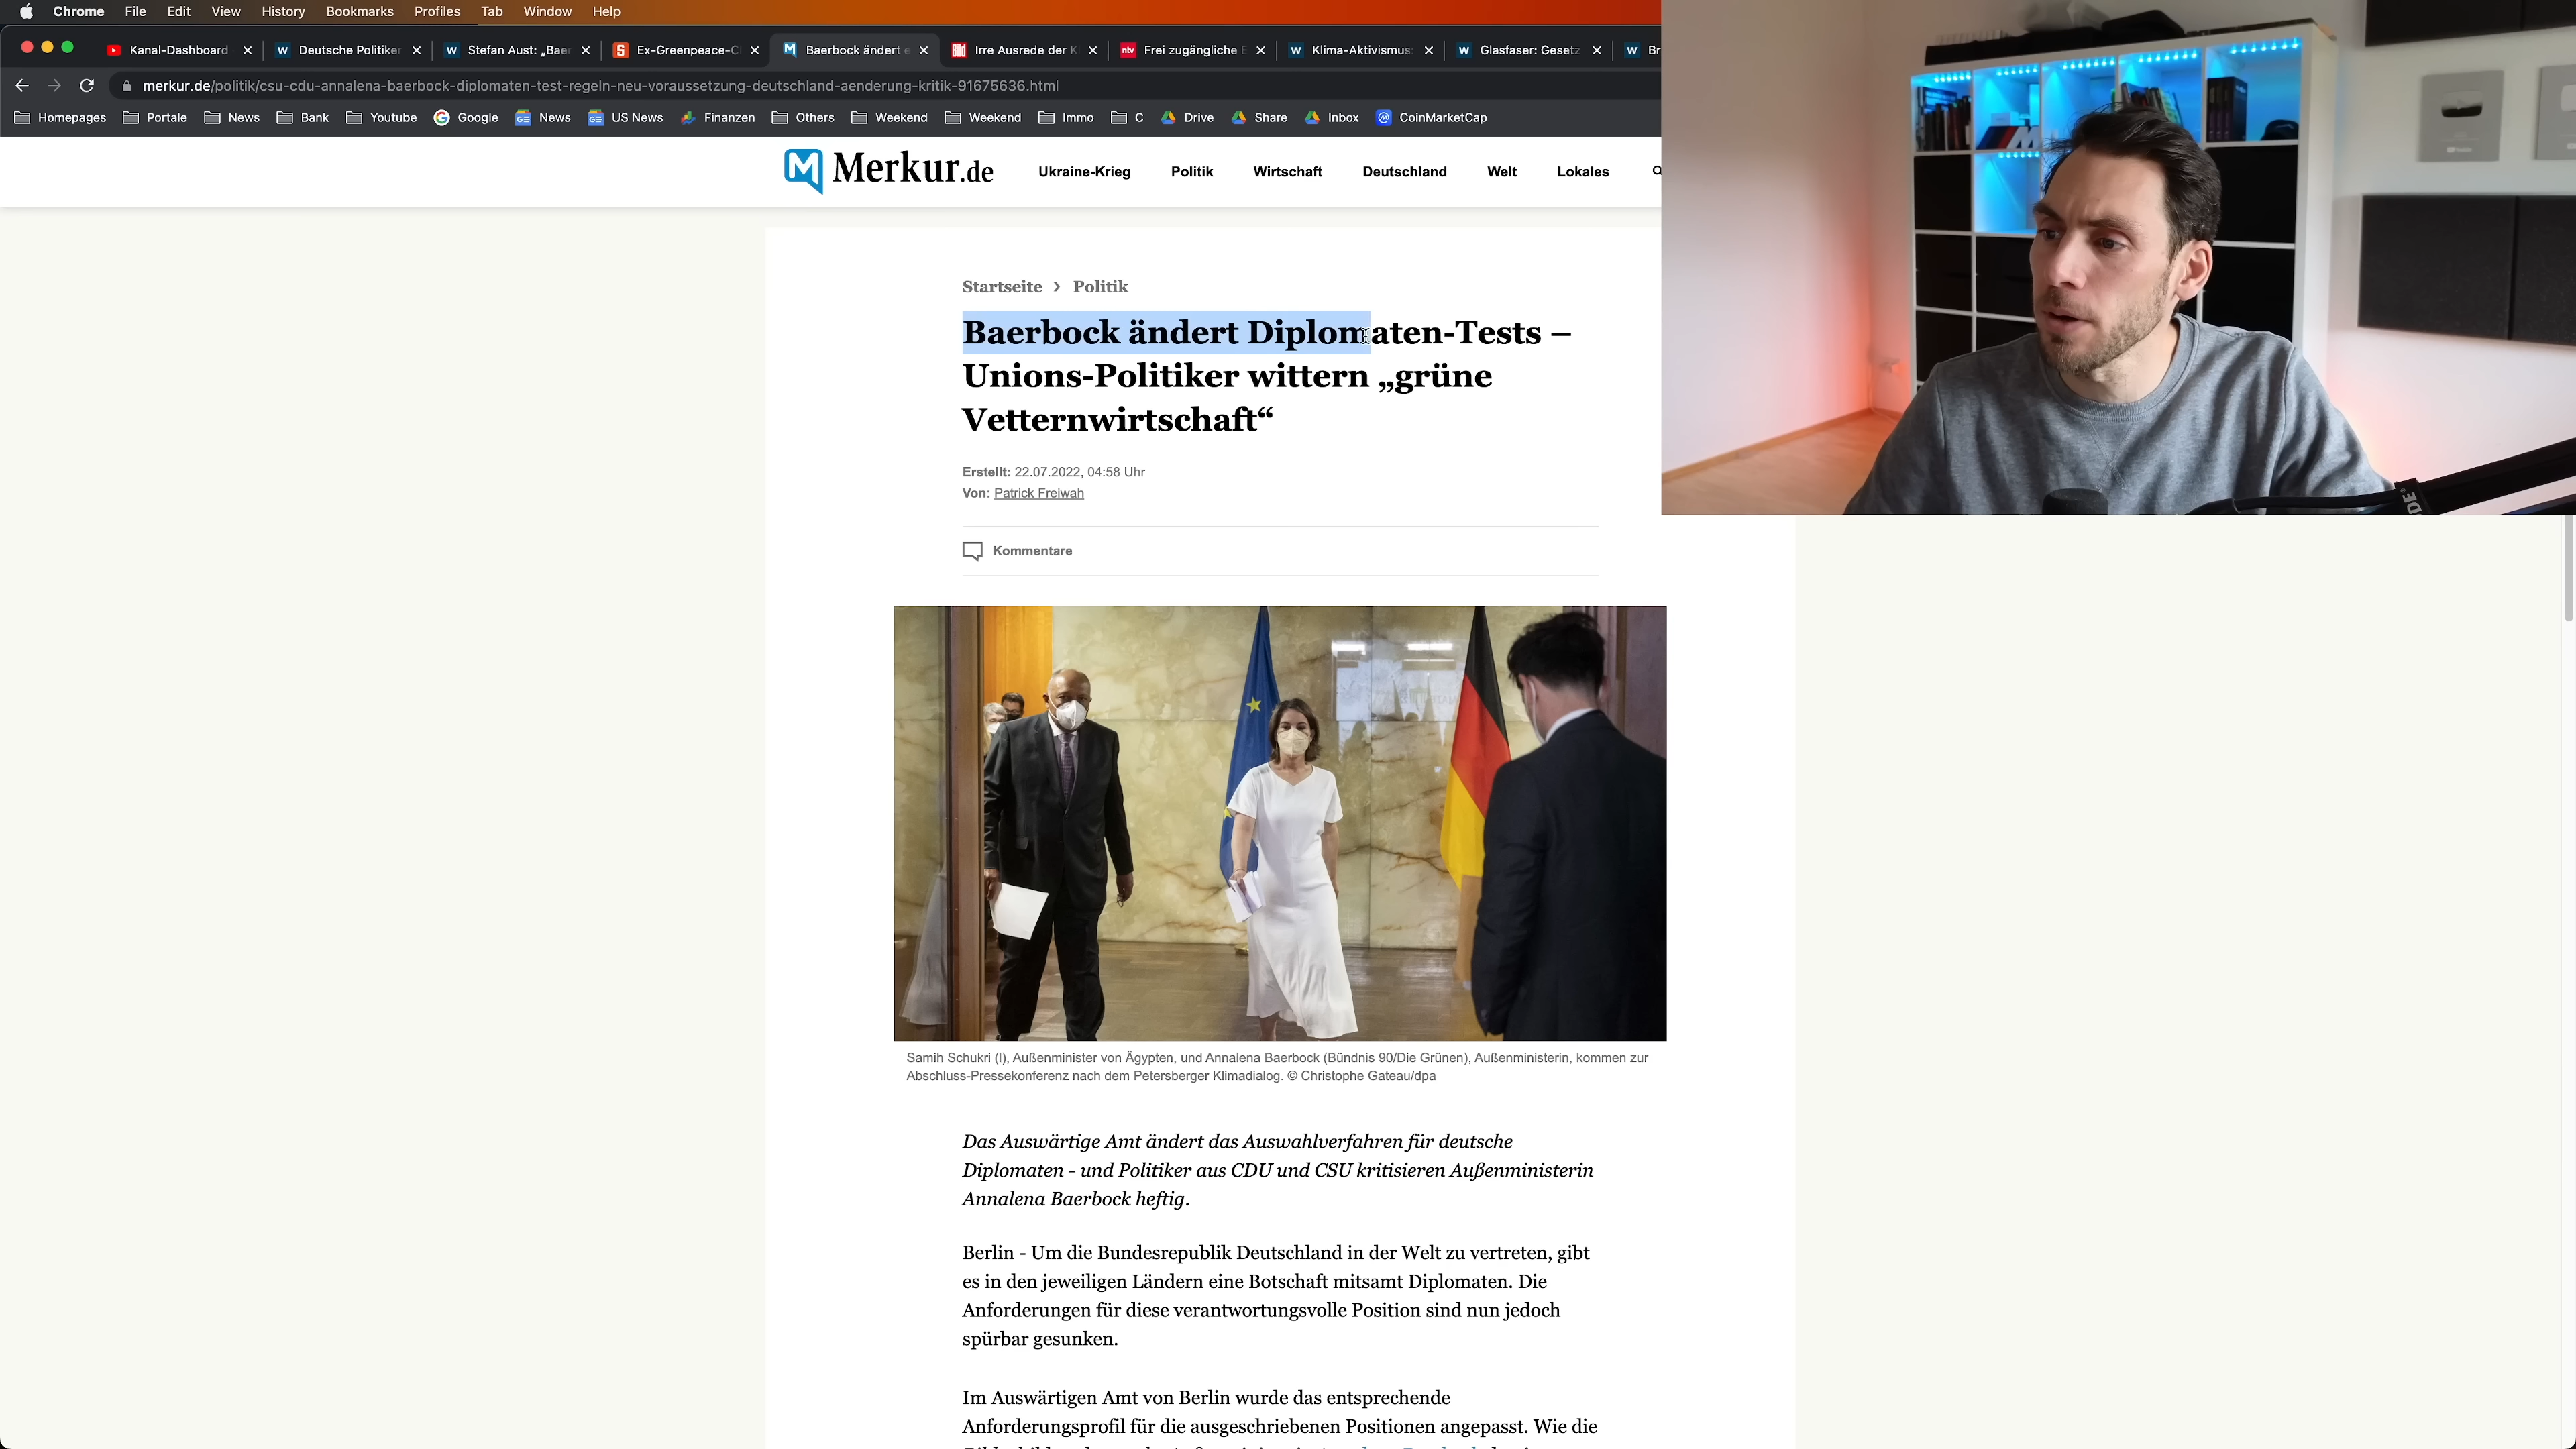 Chrome File Edit View History Bookmarks Profiles Tab Window Help
Kanal-Dashboard Deutsche Politiker Stefan Aust: „Baer Ex-Greenpeace-C Baerbock ändert e Irre Ausrede der K ntv Frei zugängliche E Klima-Aktivismus: Glasfaser: Gesetz Br
merkur.de/politik/csu-cdu-annalena-baerbock-diplomaten-test-regeln-neu-voraussetzung-deutschland-aenderung-kritik-91675636.html
Homepages Portale News Bank Youtube Google News US News Finanzen Others Weekend Weekend Immo C Drive Share Inbox CoinMarketCap
Merkur.de Ukraine-Krieg Politik Wirtschaft Deutschland Welt Lokales
Startseite › Politik
Baerbock ändert Diplomaten-Tests –
Unions-Politiker wittern „grüne
Vetternwirtschaft“
Erstellt: 22.07.2022, 04:58 Uhr
Von: Patrick Freiwah
Kommentare
Samih Schukri (l), Außenminister von Ägypten, und Annalena Baerbock (Bündnis 90/Die Grünen), Außenministerin, kommen zur
Abschluss-Pressekonferenz nach dem Petersberger Klimadialog. © Christophe Gateau/dpa
Das Auswärtige Amt ändert das Auswahlverfahren für deutsche
Diplomaten - und Politiker aus CDU und CSU kritisieren Außenministerin
Annalena Baerbock heftig.
Berlin - Um die Bundesrepublik Deutschland in der Welt zu vertreten, gibt
es in den jeweiligen Ländern eine Botschaft mitsamt Diplomaten. Die
Anforderungen für diese verantwortungsvolle Position sind nun jedoch
spürbar gesunken.
Im Auswärtigen Amt von Berlin wurde das entsprechende
Anforderungsprofil für die ausgeschriebenen Positionen angepasst. Wie die